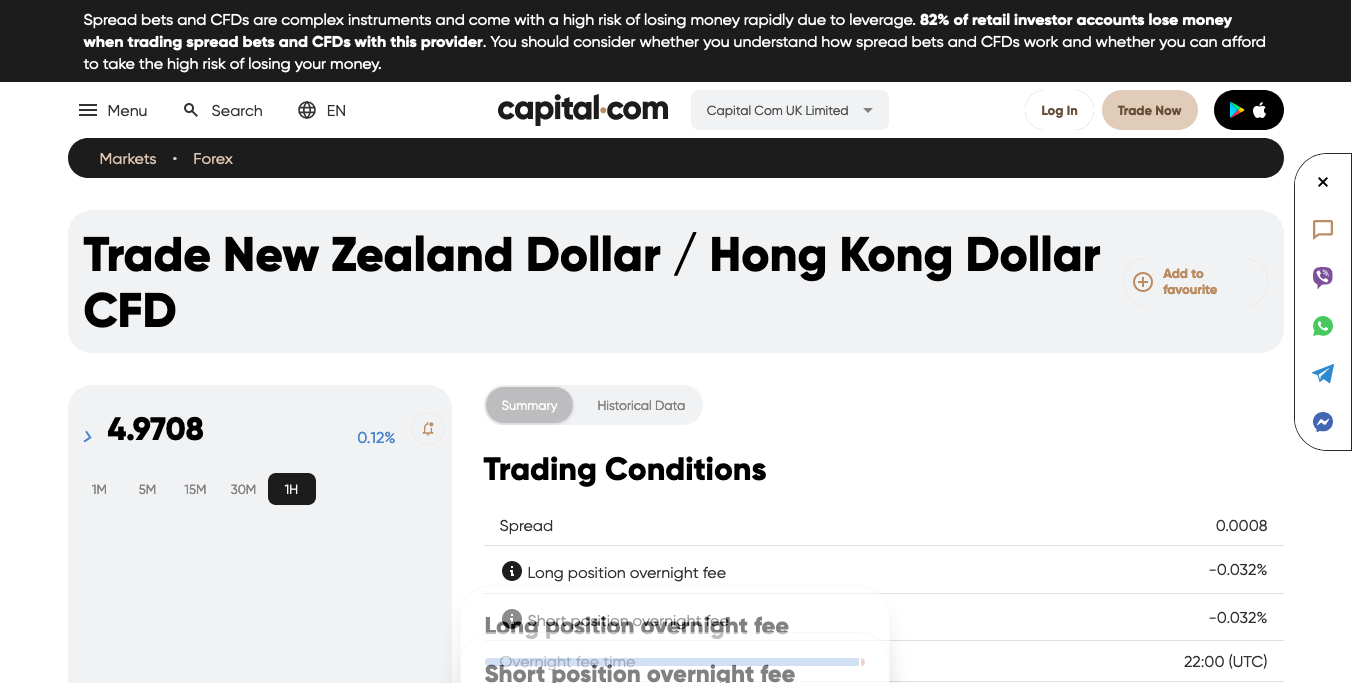 Spread bets and CFDs are complex instruments and come with a high risk of losing money rapidly due to leverage. 82% of retail investor accounts lose money
when trading spread bets and CFDs with this provider. You should consider whether you understand how spread bets and CFDs work and whether you can afford
to take the high risk of losing your money.
Menu Search EN capital.com Capital Com UK Limited Log In Trade Now
Markets • Forex
Trade New Zealand Dollar / Hong Kong Dollar
CFD
Add to
favourite
4.9708 0.12%
1M 5M 15M 30M 1H
Summary Historical Data
Trading Conditions
Spread 0.0008
Long position overnight fee -0.032%
Short position overnight fee -0.032%
Long position overnight fee
Overnight fee time 22:00 (UTC)
Short position overnight fee